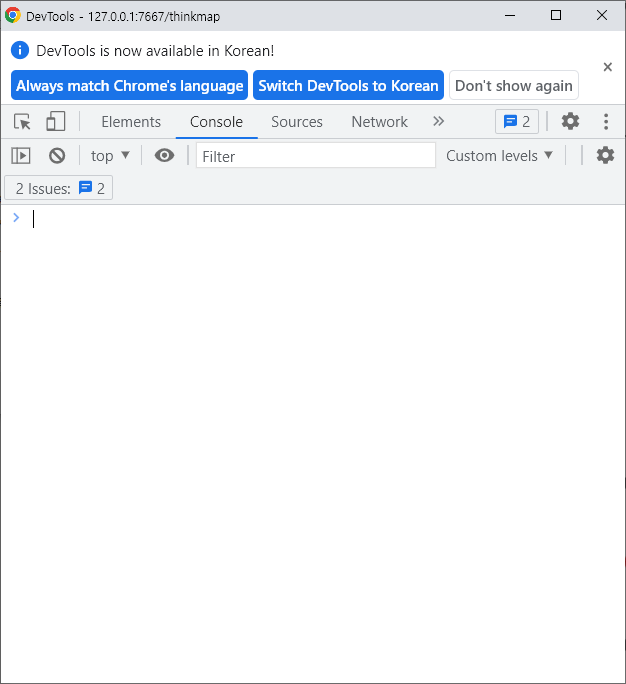 DevTools - 127.0.0.1:7667/thinkmap
DevTools is now available in Korean!
Always match Chrome's language Switch DevTools to Korean Don't show again
Elements Console Sources Network 2
top Filter Custom levels
2 Issues: 2